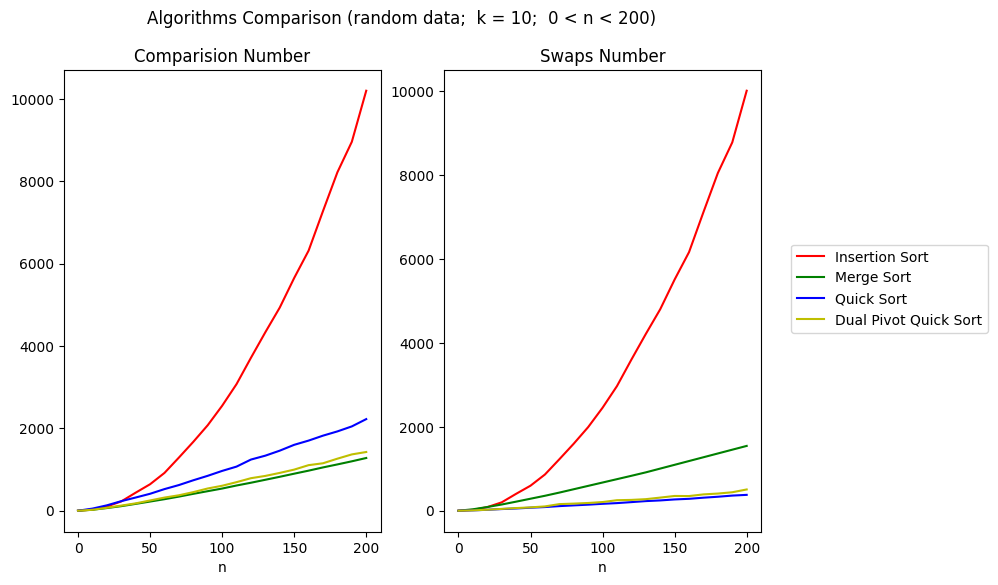 Algorithms Comparison (random data;  k = 10;  0 < n < 200)
Comparision Number
Swaps Number
10000
8000
6000
4000
2000
0
0 50 100 150 200
n
10000
8000
6000
4000
2000
0
0 50 100 150 200
n
Insertion Sort
Merge Sort
Quick Sort
Dual Pivot Quick Sort